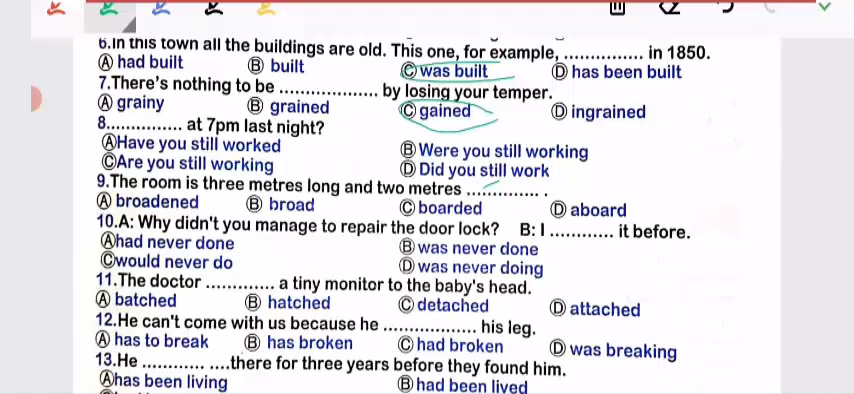 6.In this town all the buildings are old. This one, for example, ............... in 1850.
Ⓐ had built Ⓑ built Ⓒ was built Ⓓ has been built
7.There's nothing to be ................... by losing your temper.
Ⓐ grainy Ⓑ grained Ⓒ gained Ⓓ ingrained
8............... at 7pm last night?
ⒶHave you still worked Ⓑ Were you still working
ⒸAre you still working Ⓓ Did you still work
9.The room is three metres long and two metres .............. .
Ⓐ broadened Ⓑ broad Ⓒ boarded Ⓓ aboard
10.A: Why didn't you manage to repair the door lock? B: I ............ it before.
Ⓐhad never done Ⓑ was never done
Ⓒwould never do Ⓓ was never doing
11.The doctor ............. a tiny monitor to the baby's head.
Ⓐ batched Ⓑ hatched Ⓒ detached Ⓓ attached
12.He can't come with us because he .................. his leg.
Ⓐ has to break Ⓑ has broken Ⓒ had broken Ⓓ was breaking
13.He ............ ....there for three years before they found him.
Ⓐhas been living Ⓑ had been lived